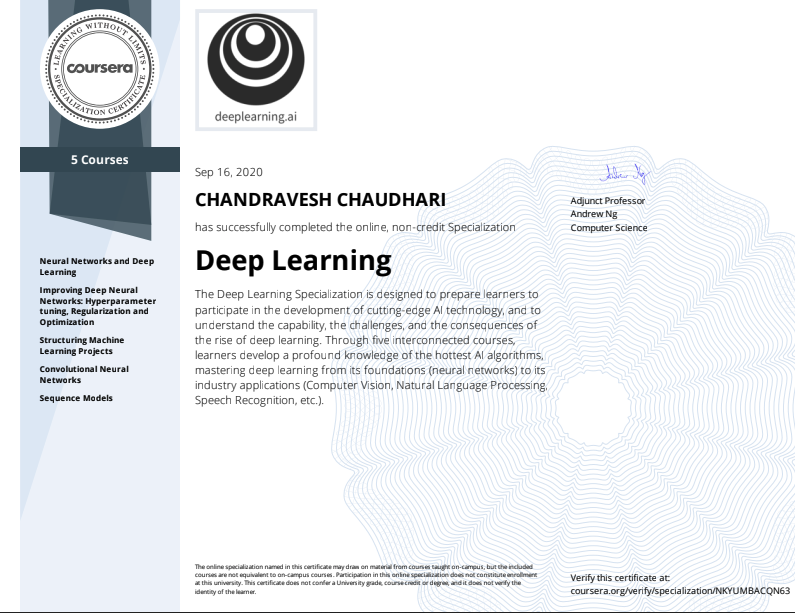 LEARNING WITHOUT LIMITS
coursera
SPECIALIZATION CERTIFICATE
5 Courses
Neural Networks and Deep
Learning
Improving Deep Neural
Networks: Hyperparameter
tuning, Regularization and
Optimization
Structuring Machine
Learning Projects
Convolutional Neural
Networks
Sequence Models
deeplearning.ai
Sep 16, 2020
CHANDRAVESH CHAUDHARI
has successfully completed the online, non-credit Specialization
Deep Learning
The Deep Learning Specialization is designed to prepare learners to
participate in the development of cutting-edge AI technology, and to
understand the capability, the challenges, and the consequences of
the rise of deep learning. Through five interconnected courses,
learners develop a profound knowledge of the hottest AI algorithms,
mastering deep learning from its foundations (neural networks) to its
industry applications (Computer Vision, Natural Language Processing,
Speech Recognition, etc.).
Andrew Ng
Adjunct Professor
Andrew Ng
Computer Science
The online specialization named in this certificate may draw on material from courses taught on-campus, but the included
courses are not equivalent to on-campus courses. Participation in this online specialization does not constitute enrollment
at this university. This certificate does not confer a University grade, course credit or degree, and it does not verify the
identity of the learner.
Verify this certificate at:
coursera.org/verify/specialization/NKYUMBACQN63